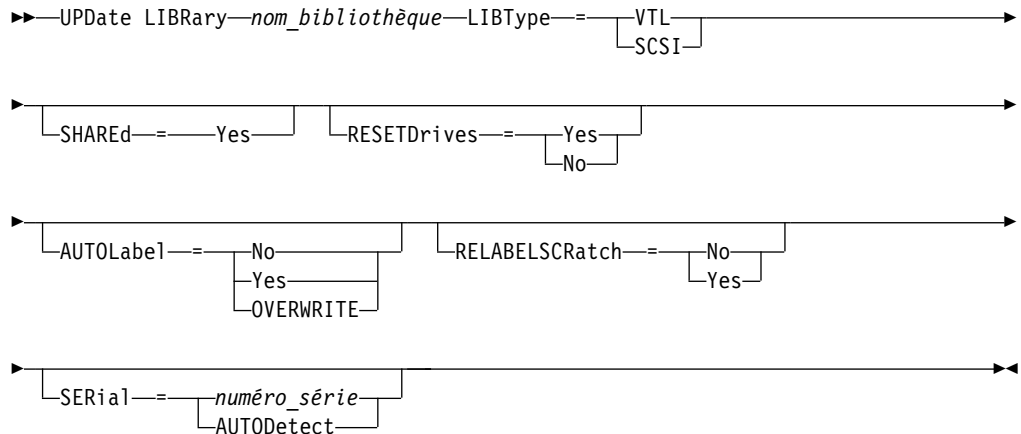 UPDate LIBRary nom_bibliothèque LIBType = VTL
SCSI
SHAREd = Yes RESETDrives = Yes
No
AUTOLabel = No RELABELSCRatch = No
Yes Yes
OVERWRITE
SERial = numéro_série
AUTODetect